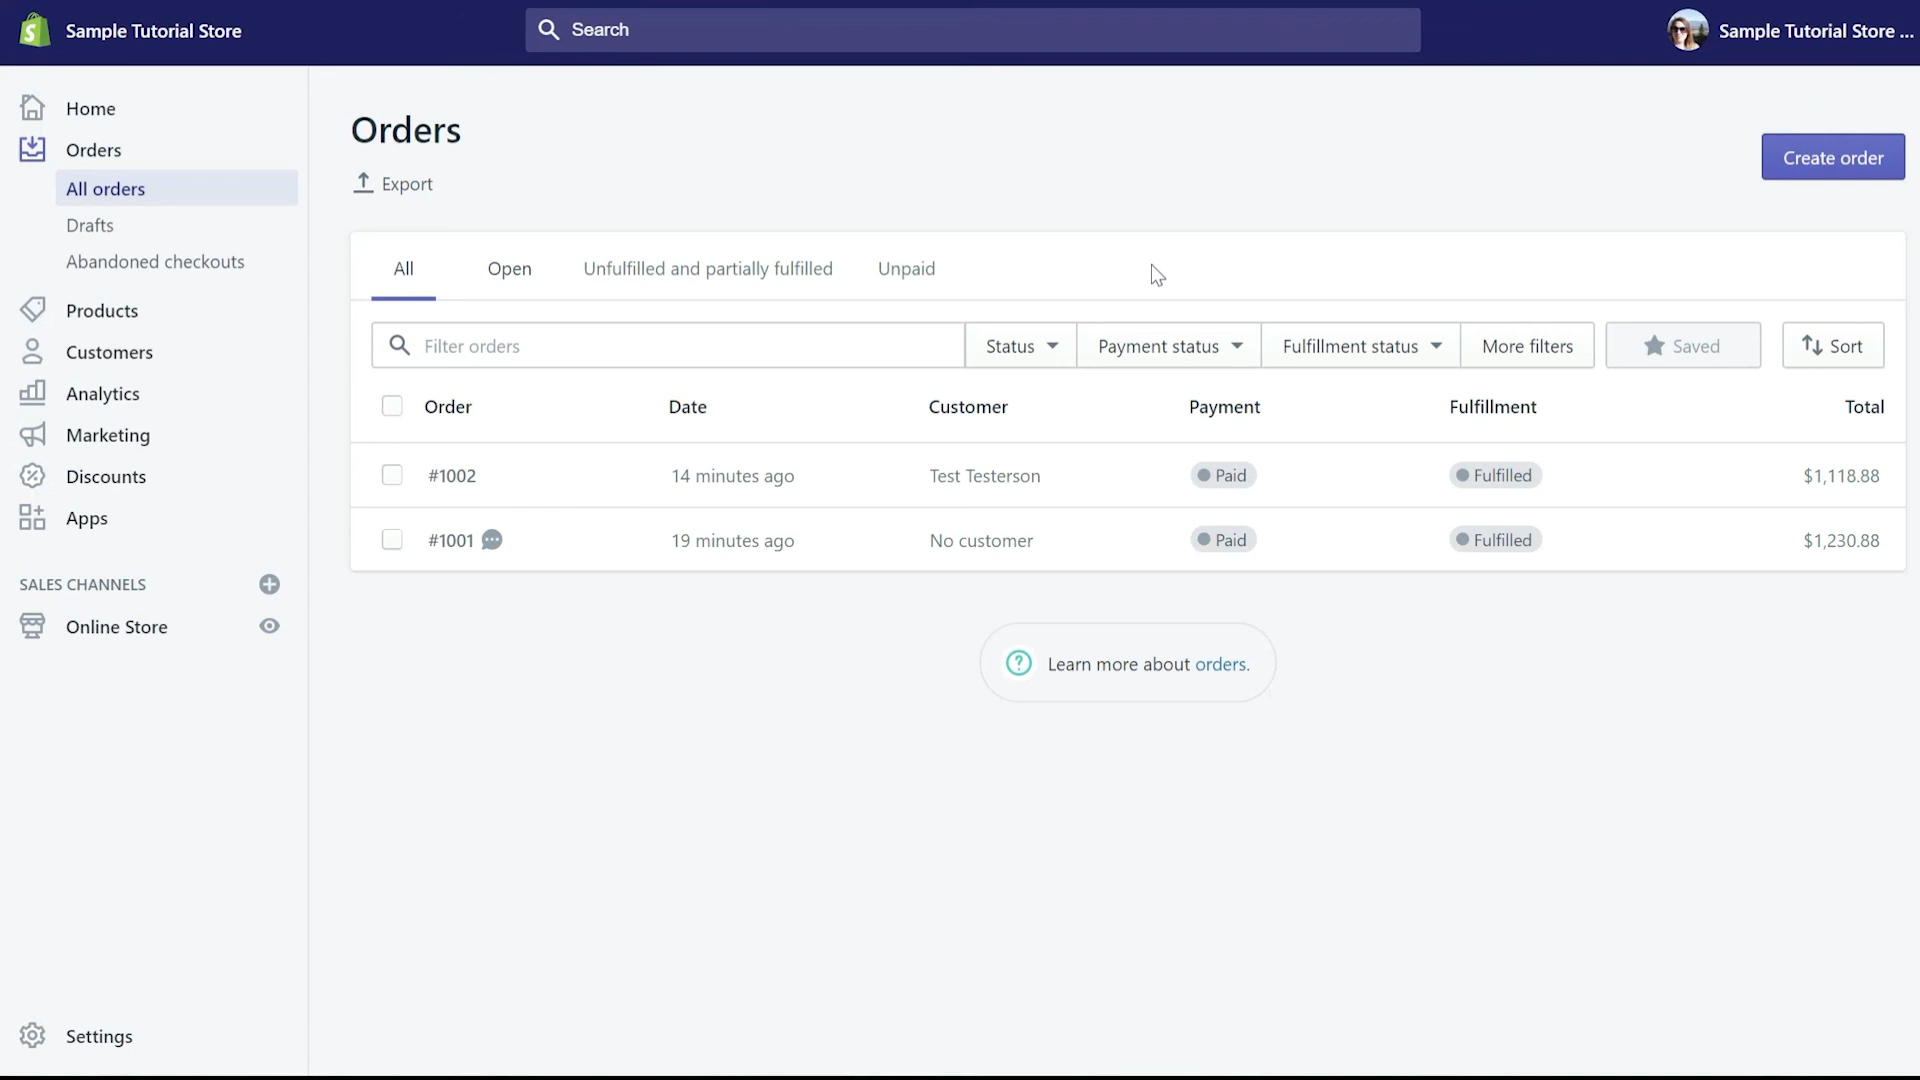 Sample Tutorial Store
Search
Sample Tutorial Store ...
Home
Orders
All orders
Drafts
Abandoned checkouts
Products
Customers
Analytics
Marketing
Discounts
Apps
SALES CHANNELS
Online Store
Settings
Orders
Export
Create order
All Open Unfulfilled and partially fulfilled Unpaid
Filter orders Status Payment status Fulfillment status More filters Saved Sort
Order Date Customer Payment Fulfillment Total
#1002 14 minutes ago Test Testerson Paid Fulfilled $1,118.88
#1001 19 minutes ago No customer Paid Fulfilled $1,230.88
Learn more about orders.